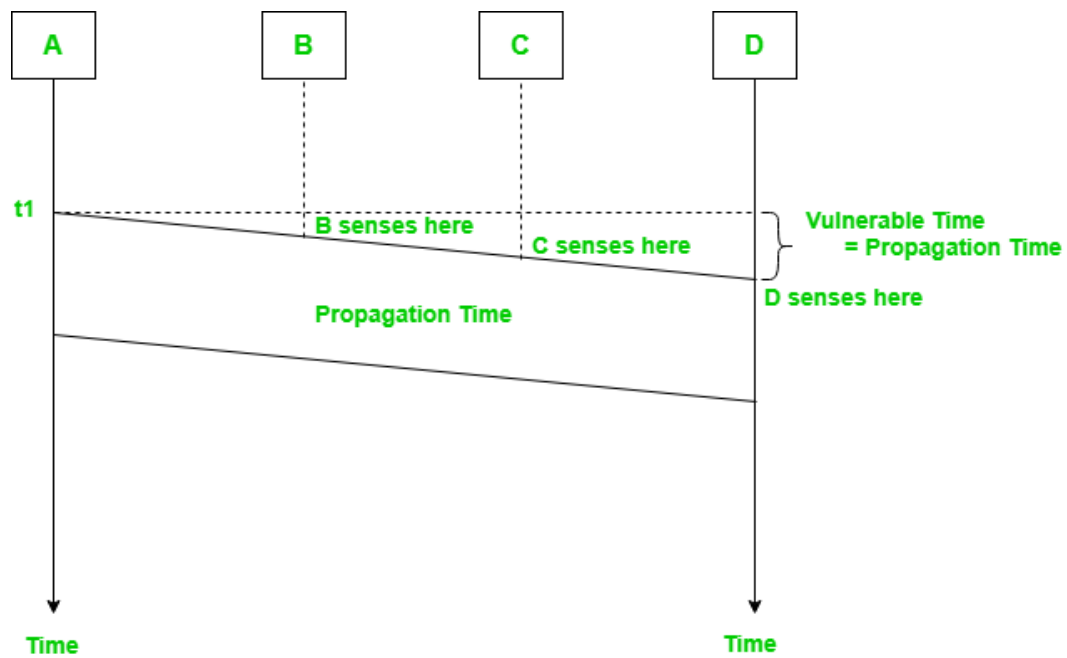 A
B
C
D
t1
B senses here
Vulnerable Time
= Propagation Time
C senses here
D senses here
Propagation Time
Time
Time